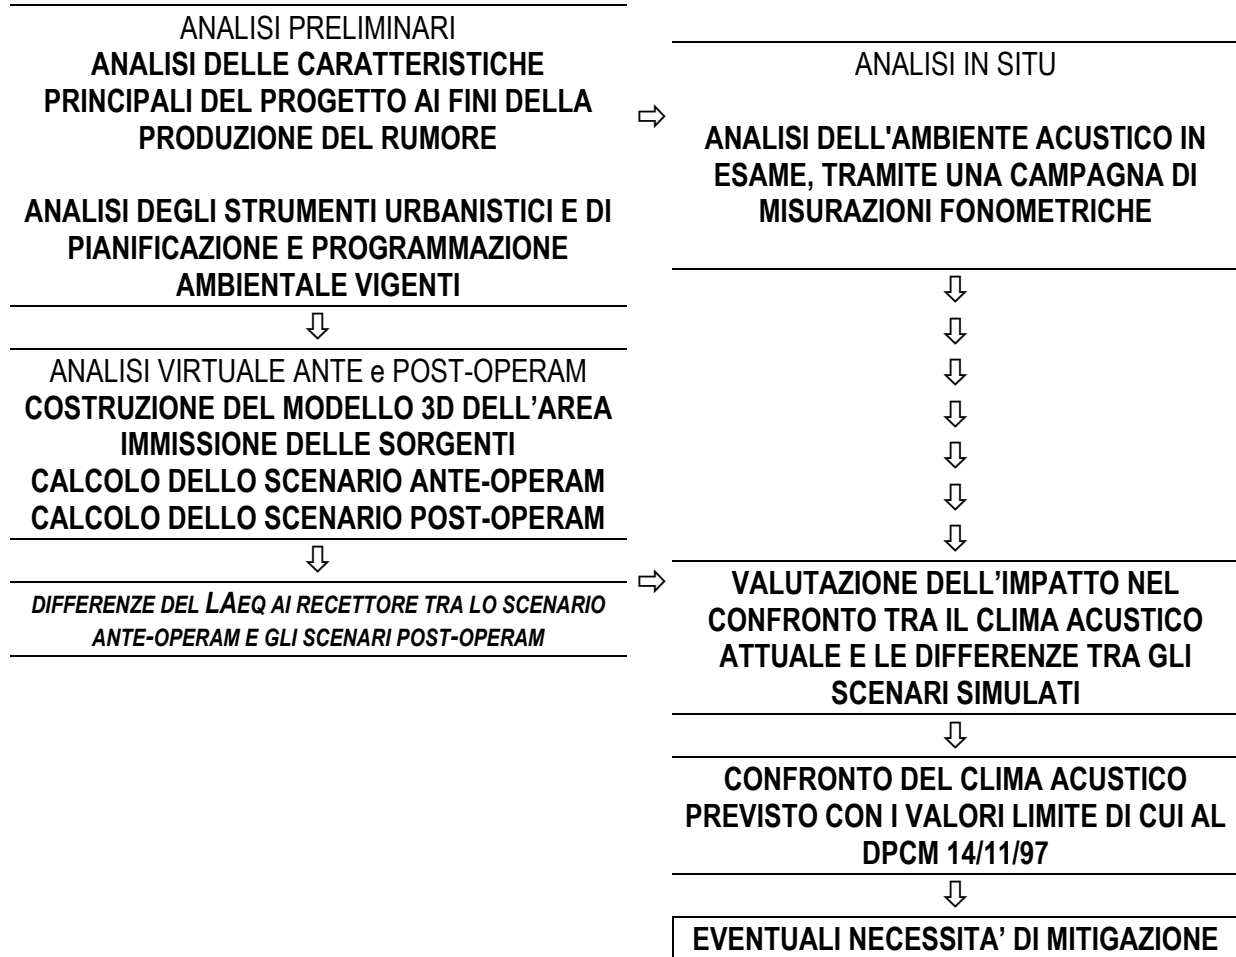 ANALISI PRELIMINARI
ANALISI DELLE CARATTERISTICHE
PRINCIPALI DEL PROGETTO AI FINI DELLA
PRODUZIONE DEL RUMORE
ANALISI DEGLI STRUMENTI URBANISTICI E DI
PIANIFICAZIONE E PROGRAMMAZIONE
AMBIENTALE VIGENTI
⇨
ANALISI IN SITU
ANALISI DELL'AMBIENTE ACUSTICO IN
ESAME, TRAMITE UNA CAMPAGNA DI
MISURAZIONI FONOMETRICHE
⇩
ANALISI VIRTUALE ANTE e POST-OPERAM
COSTRUZIONE DEL MODELLO 3D DELL’AREA
IMMISSIONE DELLE SORGENTI
CALCOLO DELLO SCENARIO ANTE-OPERAM
CALCOLO DELLO SCENARIO POST-OPERAM
⇩
⇩
⇩
⇩
⇩
⇩
⇩
⇩
DIFFERENZE DEL LAEQ AI RECETTORE TRA LO SCENARIO
ANTE-OPERAM E GLI SCENARI POST-OPERAM
⇨
VALUTAZIONE DELL’IMPATTO NEL
CONFRONTO TRA IL CLIMA ACUSTICO
ATTUALE E LE DIFFERENZE TRA GLI
SCENARI SIMULATI
⇩
CONFRONTO DEL CLIMA ACUSTICO
PREVISTO CON I VALORI LIMITE DI CUI AL
DPCM 14/11/97
⇩
EVENTUALI NECESSITA’ DI MITIGAZIONE